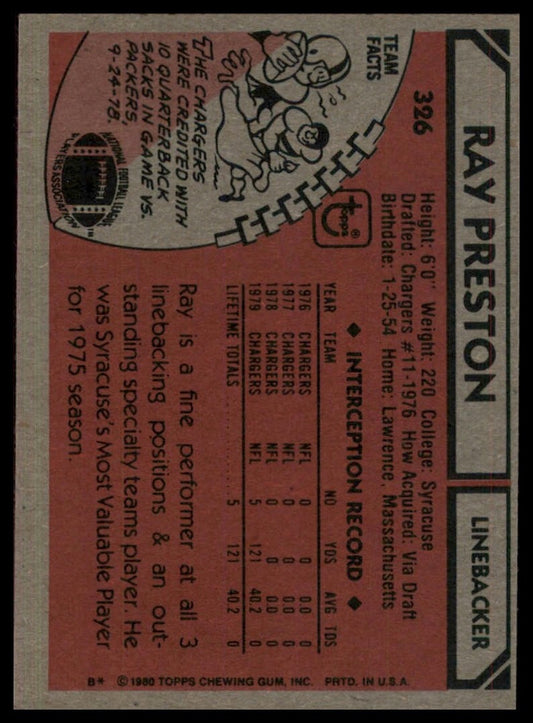 RAY PRESTON
LINEBACKER
326
Height: 6'0" Weight: 220 College: Syracuse
Drafted: Chargers #11-1976 How Acquired: Via Draft
Birthdate: 1-25-54 Home: Lawrence, Massachusetts
TEAM
FACTS
THE CHARGERS
WERE CREDITED WITH
10 QUARTERBACK
SACKS IN GAME VS.
PACKERS,
9-24-78.
NATIONAL FOOTBALL LEAGUE
PLAYERS ASSOCIATION
topps®
◆ INTERCEPTION RECORD ◆
YEAR TEAM NO YDS AVG TDS
1976 CHARGERS NFL 0 0 0.0 0
1977 CHARGERS NFL 0 0 0.0 0
1978 CHARGERS NFL 0 0 0.0 0
1979 CHARGERS NFL 5 121 40.2 0
LIFETIME TOTALS 5 121 40.2 0
Ray is a fine performer at all 3
linebacking positions & an out-
standing specialty teams player. He
was Syracuse's Most Valuable Player
for 1975 season.
B* ©1980 TOPPS CHEWING GUM, INC. PRTD. IN U.S.A.